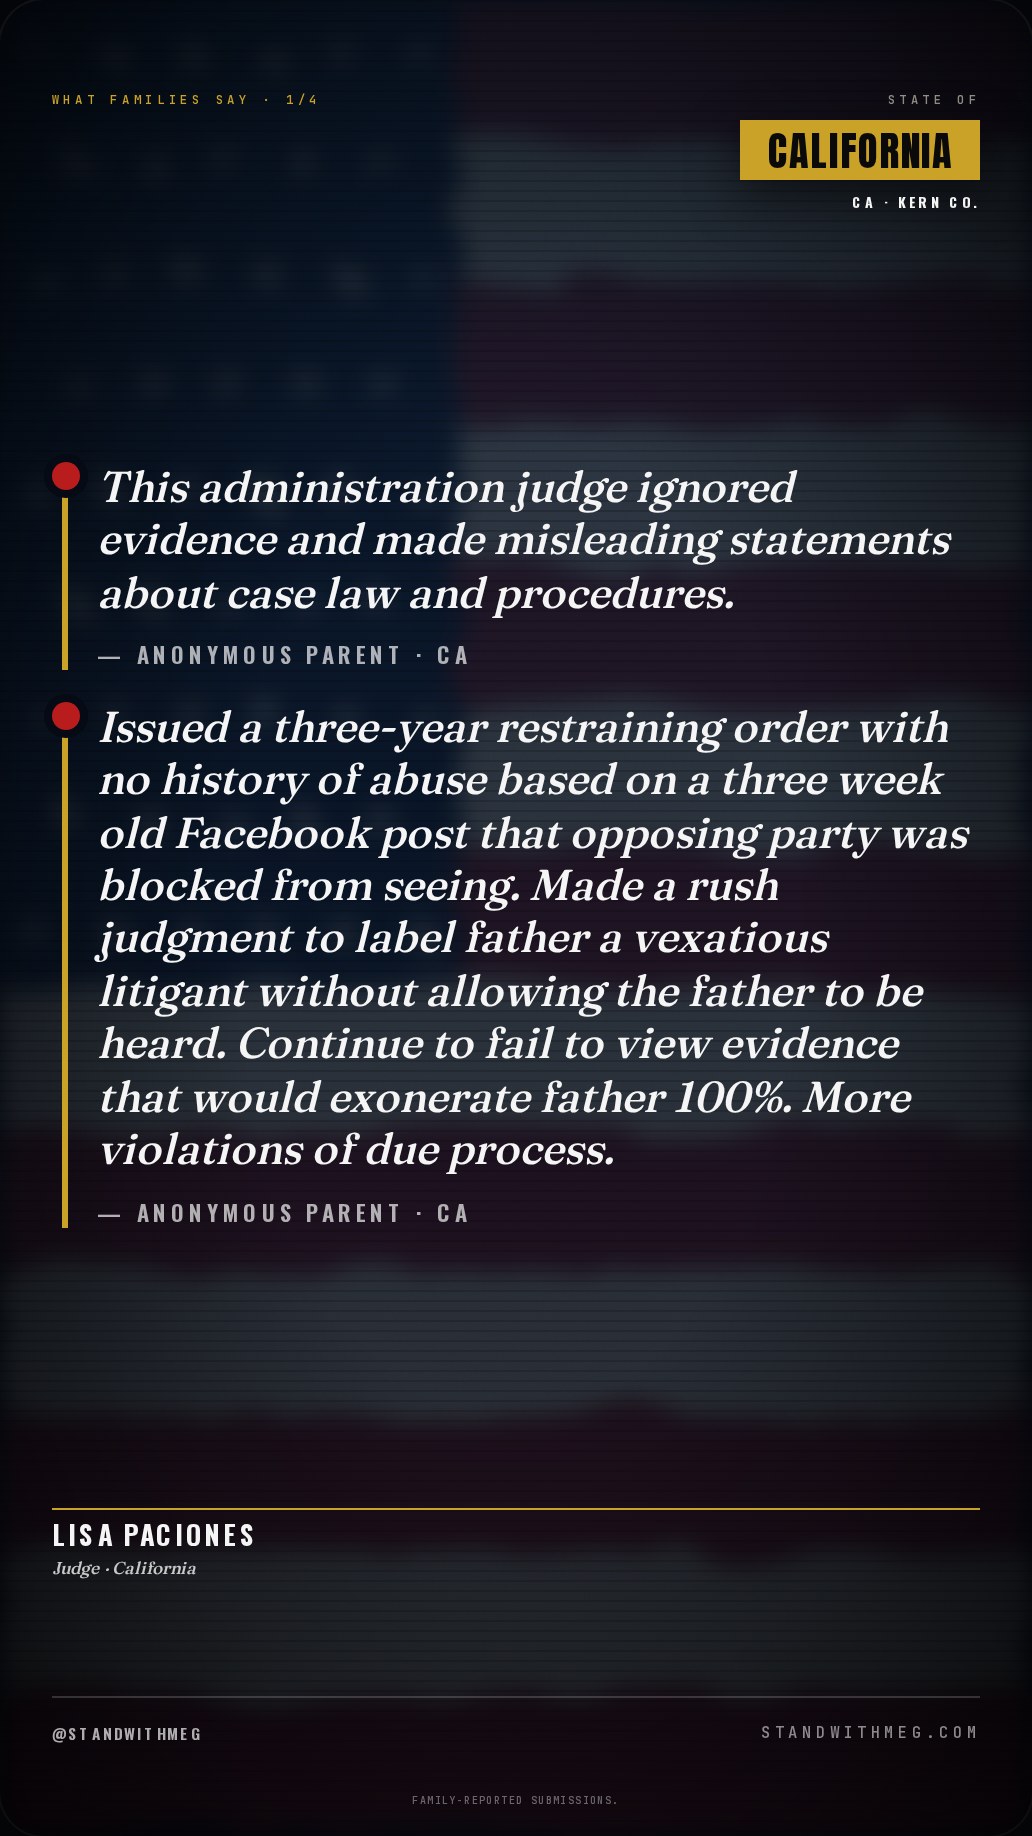 WHAT FAMILIES SAY · 1/4
STATE OF
CALIFORNIA
CA · KERN CO.
This administration judge ignored
evidence and made misleading statements
about case law and procedures.
— ANONYMOUS PARENT · CA
Issued a three-year restraining order with
no history of abuse based on a three week
old Facebook post that opposing party was
blocked from seeing. Made a rush
judgment to label father a vexatious
litigant without allowing the father to be
heard. Continue to fail to view evidence
that would exonerate father 100%. More
violations of due process.
— ANONYMOUS PARENT · CA
LISA PACIONES
Judge · California
@STANDWITHMEG
STANDWITHMEG.COM
FAMILY-REPORTED SUBMISSIONS.